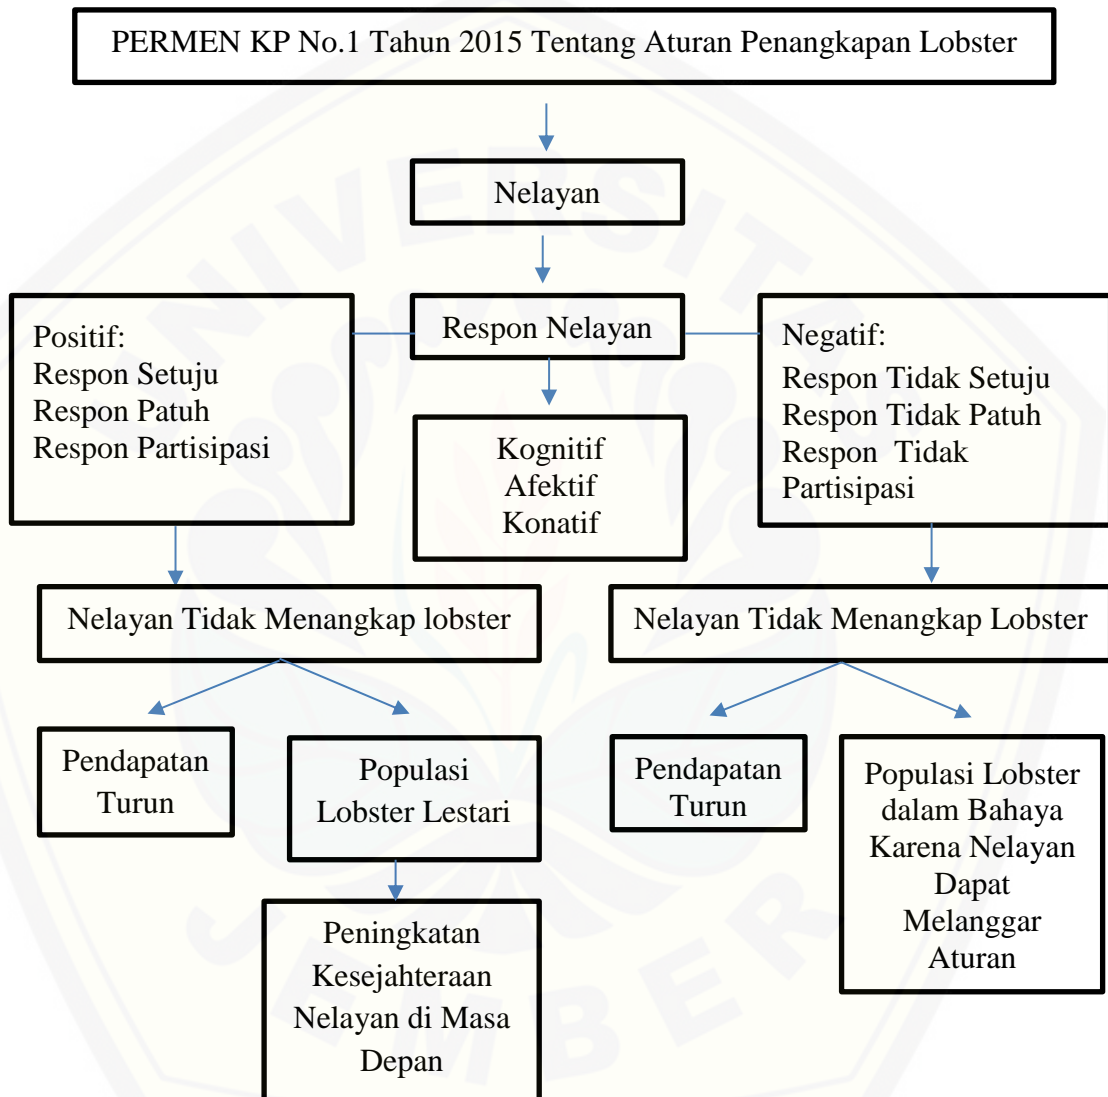 PERMEN KP No.1 Tahun 2015 Tentang Aturan Penangkapan Lobster
Nelayan
Respon Nelayan
Positif:
Respon Setuju
Respon Patuh
Respon Partisipasi
Kognitif
Afektif
Konatif
Negatif:
Respon Tidak Setuju
Respon Tidak Patuh
Respon Tidak
Partisipasi
Nelayan Tidak Menangkap lobster
Nelayan Tidak Menangkap Lobster
Pendapatan
Turun
Populasi
Lobster Lestari
Pendapatan
Turun
Populasi Lobster
dalam Bahaya
Karena Nelayan
Dapat
Melanggar
Aturan
Peningkatan
Kesejahteraan
Nelayan di Masa
Depan
UNIVERSITAS
JEMBER